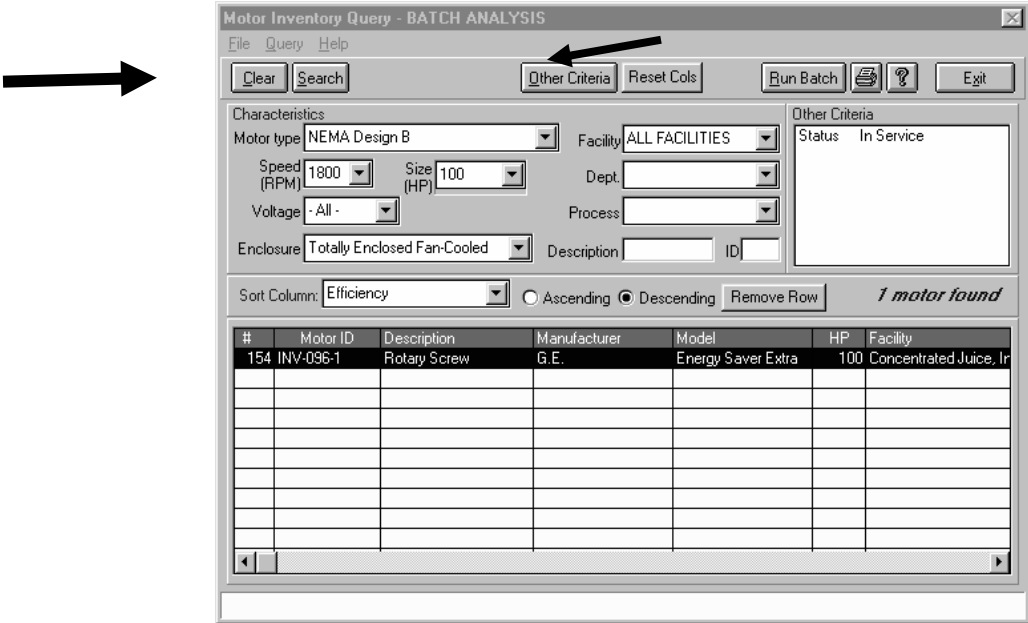 Motor Inventory Query - BATCH ANALYSIS
File Query Help
Clear Search Other Criteria Reset Cols Run Batch Exit
Characteristics Other Criteria
Motor type NEMA Design B Facility ALL FACILITIES Status In Service
Speed (RPM) 1800 Size (HP) 100 Dept.
Voltage - All - Process
Enclosure Totally Enclosed Fan-Cooled Description ID
Sort Column: Efficiency Ascending Descending Remove Row 1 motor found
# Motor ID Description Manufacturer Model HP Facility
154 INV-096-1 Rotary Screw G.E. Energy Saver Extra 100 Concentrated Juice, In